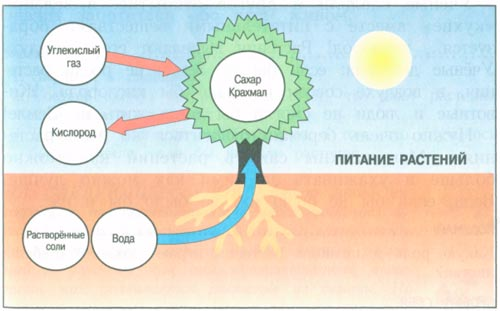 Углекислый
газ
Сахар
Крахмал
Кислород
ПИТАНИЕ РАСТЕНИЙ
Растворённые
соли
Вода